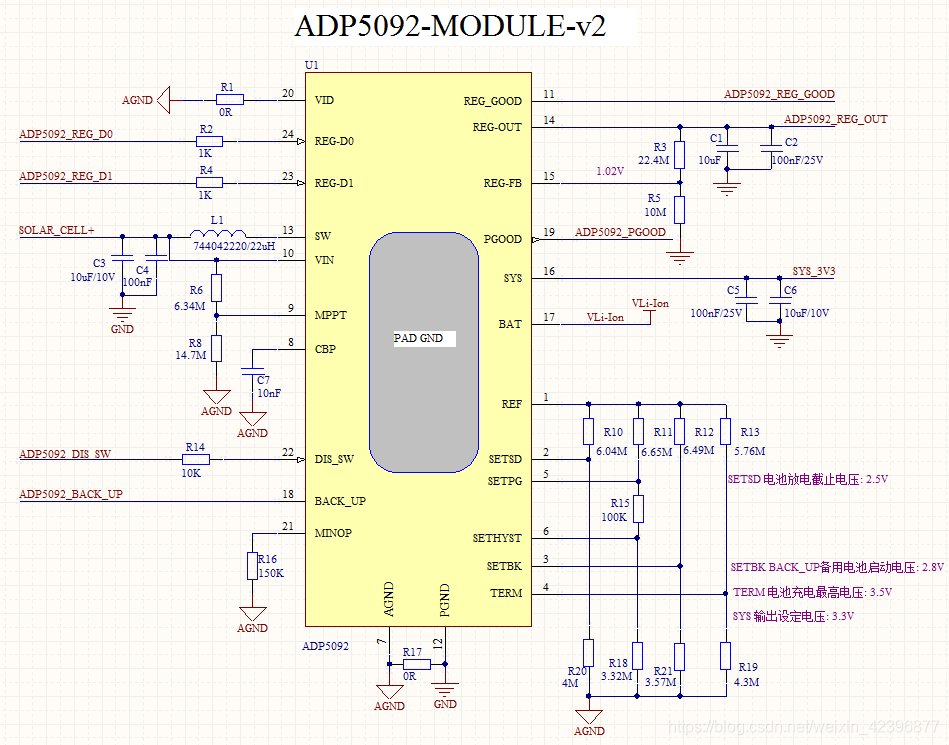 ADP5092-MODULE-v2
U1
AGND
R1
0R
20
VID
REG_GOOD
11
ADP5092_REG_GOOD
ADP5092_REG_D0
R2
1K
24
REG-D0
REG-OUT
14
ADP5092_REG_OUT
R3
22.4M
C1
10uF
C2
100nF/25V
ADP5092_REG_D1
R4
1K
23
REG-D1
REG-FB
15
1.02V
R5
10M
SOLAR_CELL+
L1
744042220/22uH
13
SW
PGOOD
19
ADP5092_PGOOD
10
VIN
C3
10uF/10V
C4
100nF
GND
SYS
16
SYS_3V3
C5
100nF/25V
C6
10uF/10V
R6
6.34M
9
MPPT
BAT
17
VLi-Ion
VLi-Ion
PAD GND
R8
14.7M
AGND
8
CBP
C7
10nF
AGND
REF
1
R10
6.04M
R11
6.65M
R12
6.49M
R13
5.76M
ADP5092_DIS_SW
R14
10K
22
DIS_SW
SETSD
2
SETPG
5
SETSD 电池放电截止电压: 2.5V
ADP5092_BACK_UP
18
BACK_UP
R15
100K
21
MINOP
SETHYST
6
R16
150K
AGND
SETBK
3
SETBK BACK_UP备用电池启动电压: 2.8V
TERM
4
TERM 电池充电最高电压: 3.5V
SYS 输出设定电压: 3.3V
AGND
PGND
ADP5092
7
12
R17
0R
AGND
GND
R20
4M
R18
3.32M
R21
3.57M
R19
4.3M
AGND
https://blog.csdn.net/weixin_42396877